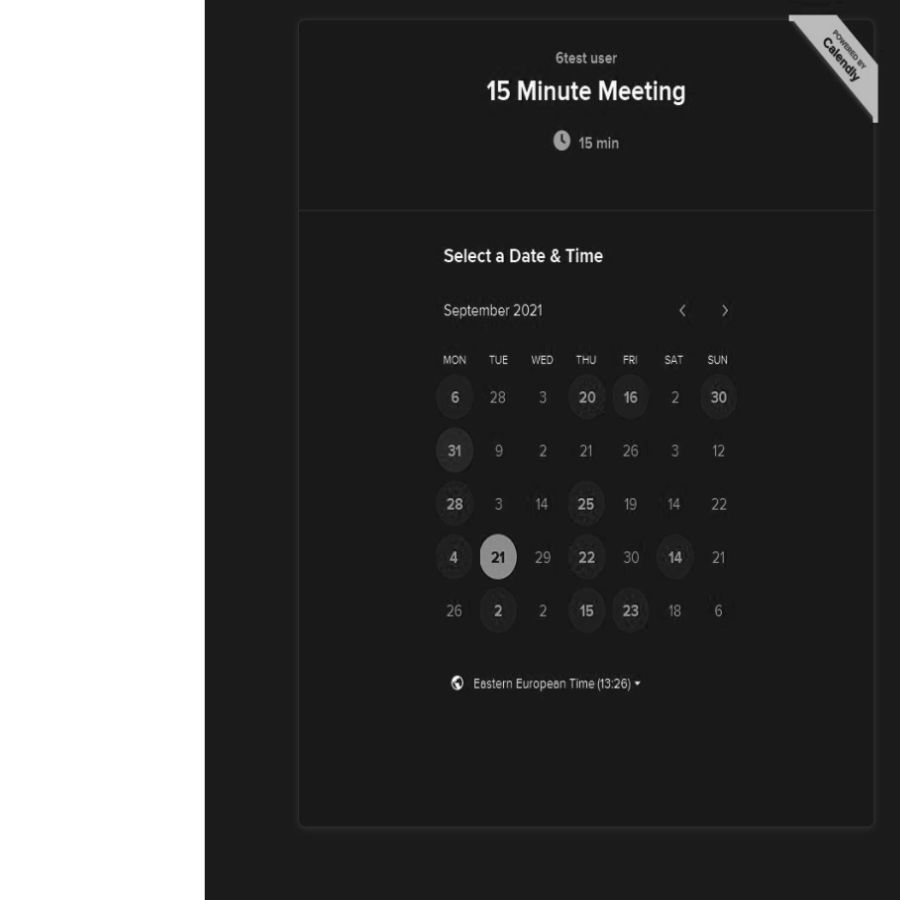 POWERED BY
Calendly
6test user
15 Minute Meeting
15 min
Select a Date & Time
September 2021
MON TUE WED THU FRI SAT SUN
6 28 3 20 16 2 30
31 9 2 21 26 3 12
28 3 14 25 19 14 22
4 21 29 22 30 14 21
26 2 2 15 23 18 6
Eastern European Time (13:26)